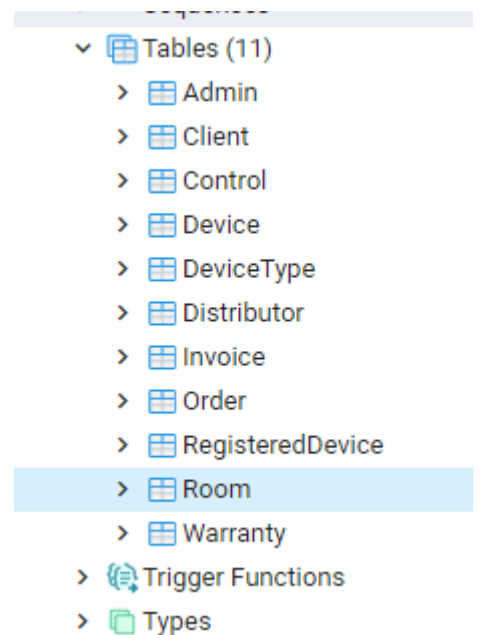 Tables (11)
Admin
Client
Control
Device
DeviceType
Distributor
Invoice
Order
RegisteredDevice
Room
Warranty
Trigger Functions
Types